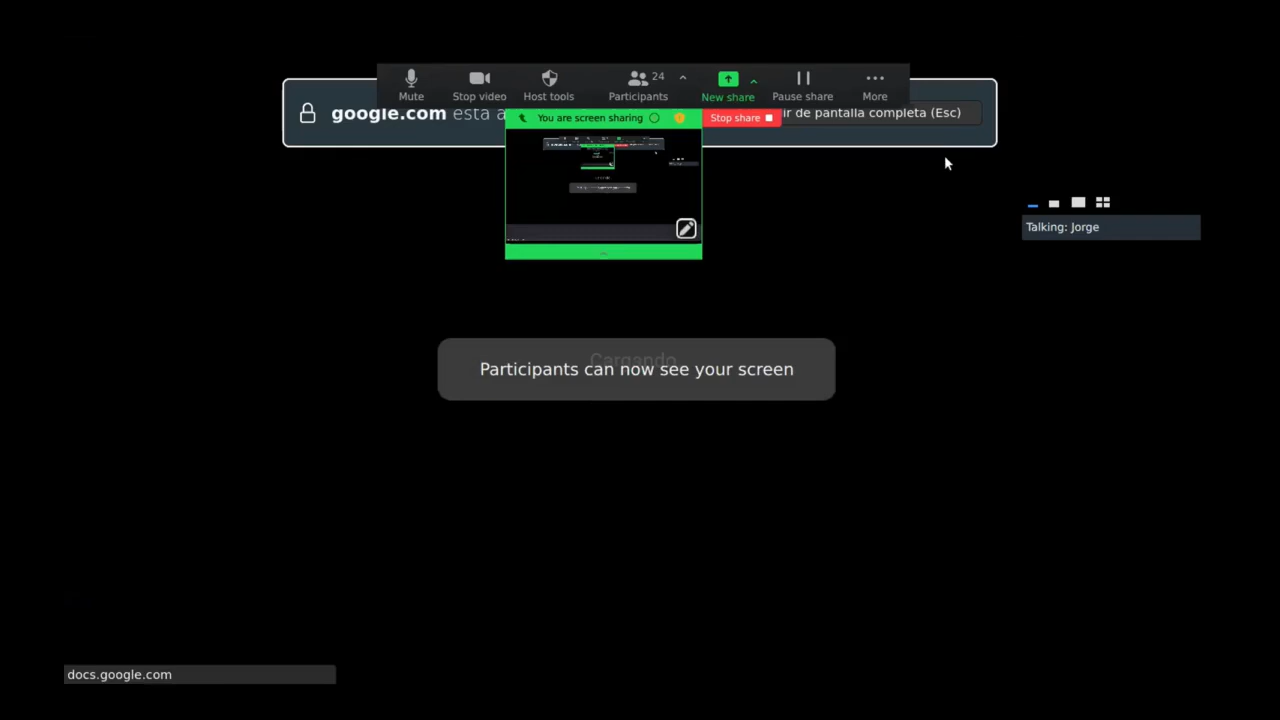 24
Mute
Stop video
Host tools
Participants
New share
Pause share
More
google.com esta a
ir de pantalla completa (Esc)
You are screen sharing
Stop share
Talking: Jorge
Cargando
Participants can now see your screen
docs.google.com